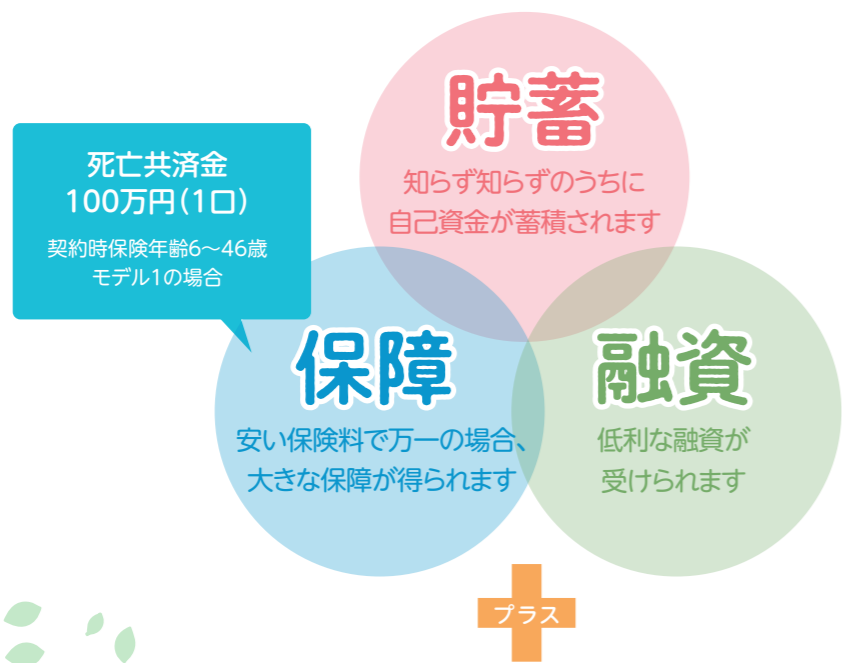 貯蓄
知らず知らずのうちに
自己資金が蓄積されます
死亡共済金
100万円(1口)
契約時保険年齢6〜46歳
モデル1の場合
保障
安い保険料で万一の場合、
大きな保障が得られます
融資
低利な融資が
受けられます
プラス